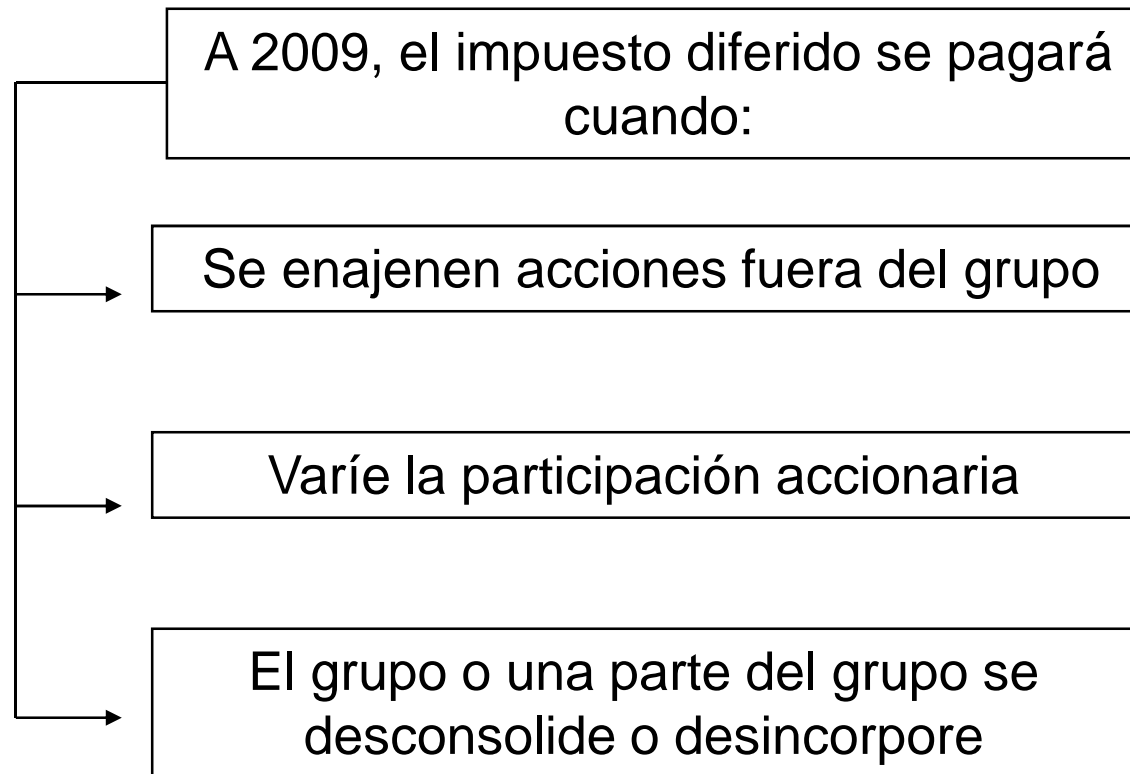 A 2009, el impuesto diferido se pagará
cuando:
Se enajenen acciones fuera del grupo
Varíe la participación accionaria
El grupo o una parte del grupo se
desconsolide o desincorpore